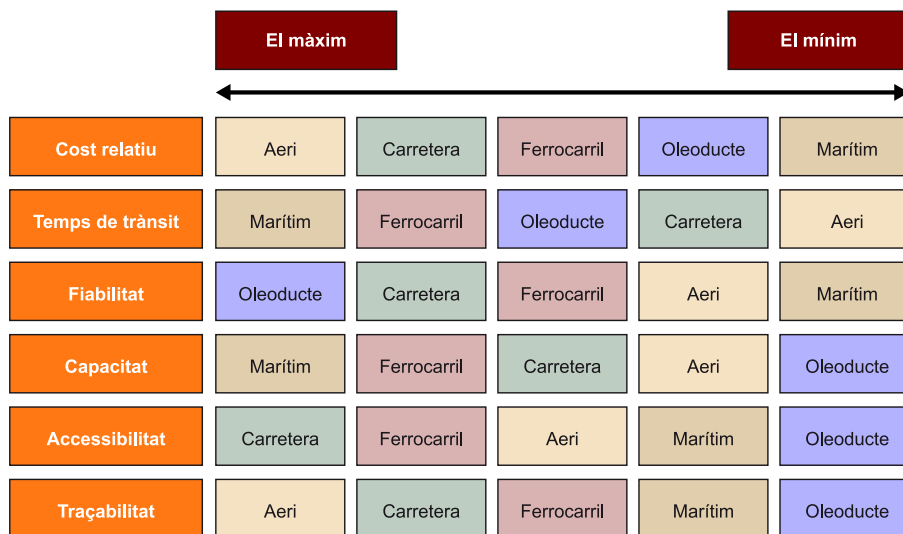 El màxim El mínim
Cost relatiu Aeri Carretera Ferrocarril Oleoducte Marítim
Temps de trànsit Marítim Ferrocarril Oleoducte Carretera Aeri
Fiabilitat Oleoducte Carretera Ferrocarril Aeri Marítim
Capacitat Marítim Ferrocarril Carretera Aeri Oleoducte
Accessibilitat Carretera Ferrocarril Aeri Marítim Oleoducte
Traçabilitat Aeri Carretera Ferrocarril Marítim Oleoducte